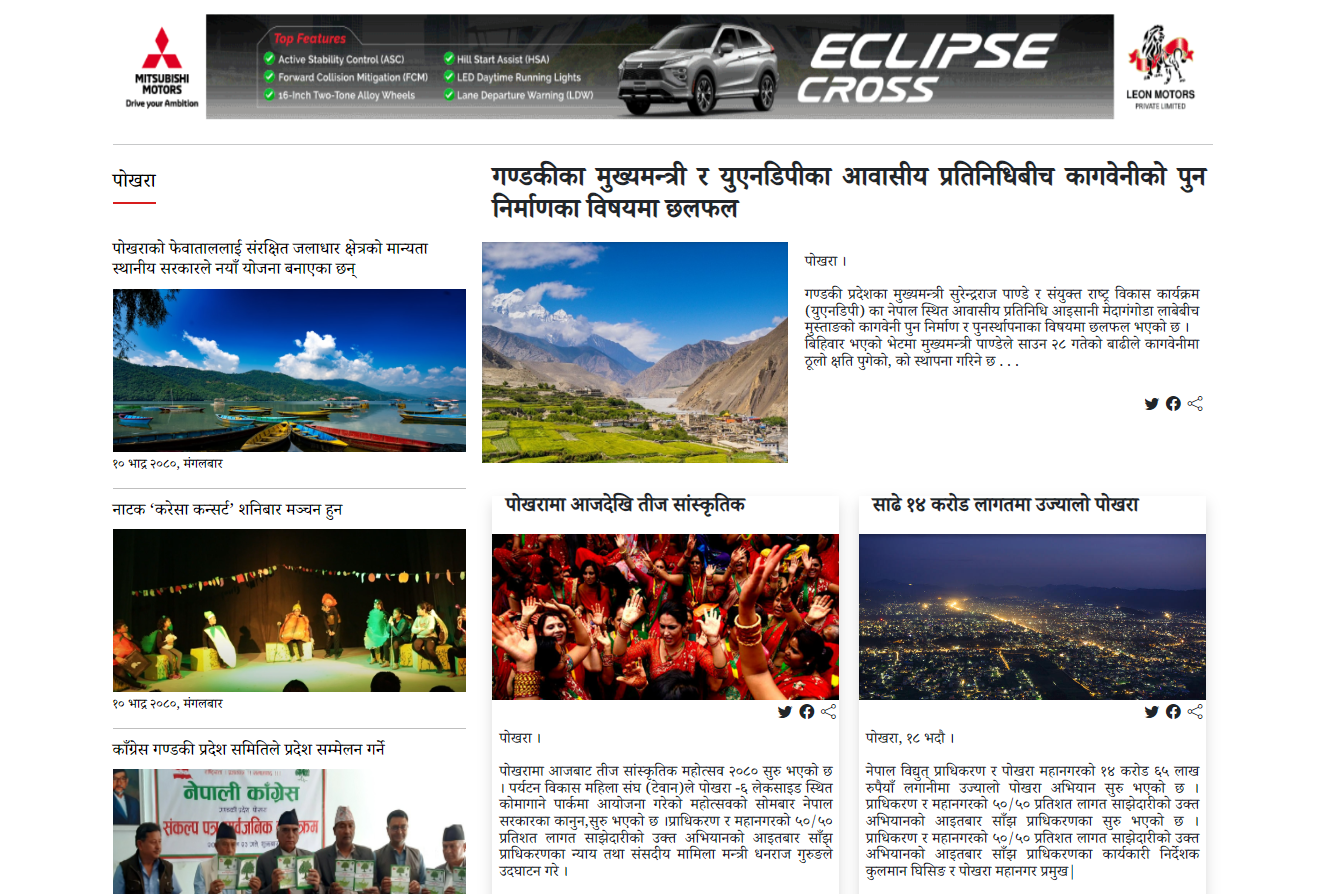 Top Features
Active Stability Control (ASC)
Forward Collision Mitigation (FCM)
16-Inch Two-Tone Alloy Wheels
Hill Start Assist (HSA)
LED Daytime Running Lights
Lane Departure Warning (LDW)
ECLIPSE
CROSS
MITSUBISHI
MOTORS
Drive your Ambition
LEON MOTORS
PRIVATE LIMITED
पोखरा
पोखराको फेवाताललाई संरक्षित जलाधार क्षेत्रको मान्यता
स्थानीय सरकारले नयाँ योजना बनाएका छन्
१० भाद्र २०८०, मंगलबार
नाटक ‘करेसा कन्सर्ट’ शनिबार मञ्चन हुन
१० भाद्र २०८०, मंगलबार
काँग्रेस गण्डकी प्रदेश समितिले प्रदेश सम्मेलन गर्ने
नेपाली काँग्रेस
गण्डकीका मुख्यमन्त्री र युएनडिपीका आवासीय प्रतिनिधिबीच कागवेनीको पुन
निर्माणका विषयमा छलफल
पोखरा ।
गण्डकी प्रदेशका मुख्यमन्त्री सुरेन्द्रराज पाण्डे र संयुक्त राष्ट्र विकास कार्यक्रम
(युएनडिपी) का नेपाल स्थित आवासीय प्रतिनिधि आइसानी मेदागंगोडा लाबेबीच
मुस्ताङको कागवेनी पुन निर्माण र पुनर्स्थापनाका विषयमा छलफल भएको छ ।
बिहिवार भएको भेटमा मुख्यमन्त्री पाण्डेले साउन २८ गतेको बाढीले कागवेनीमा
ठूलो क्षति पुगेको, को स्थापना गरिने छ . . .
पोखरामा आजदेखि तीज सांस्कृतिक
पोखरा ।
पोखरामा आजबाट तीज सांस्कृतिक महोत्सव २०८० सुरु भएको छ
। पर्यटन विकास महिला संघ (टेवान)ले पोखरा -६ लेकसाइड स्थित
कोमागाने पार्कमा आयोजना गरेको महोत्सवको सोमबार नेपाल
सरकारका कानुन,सुरु भएको छ ।प्राधिकरण र महानगरको ५०/५०
प्रतिशत लागत साझेदारीको उक्त अभियानको आइतबार साँझ
प्राधिकरणका न्याय तथा संसदीय मामिला मन्त्री धनराज गुरुङले
उदघाटन गरे ।
साढे १४ करोड लागतमा उज्यालो पोखरा
पोखरा, १८ भदौ ।
नेपाल विद्युत् प्राधिकरण र पोखरा महानगरको १४ करोड ६५ लाख
रुपैयाँ लगानीमा उज्यालो पोखरा अभियान सुरु भएको छ ।
प्राधिकरण र महानगरको ५०/५० प्रतिशत लागत साझेदारीको उक्त
अभियानको आइतबार साँझ प्राधिकरणका सुरु भएको छ ।
प्राधिकरण र महानगरको ५०/५० प्रतिशत लागत साझेदारीको उक्त
अभियानको आइतबार साँझ प्राधिकरणका कार्यकारी निर्देशक
कुलमान घिसिङ र पोखरा महानगर प्रमुख|